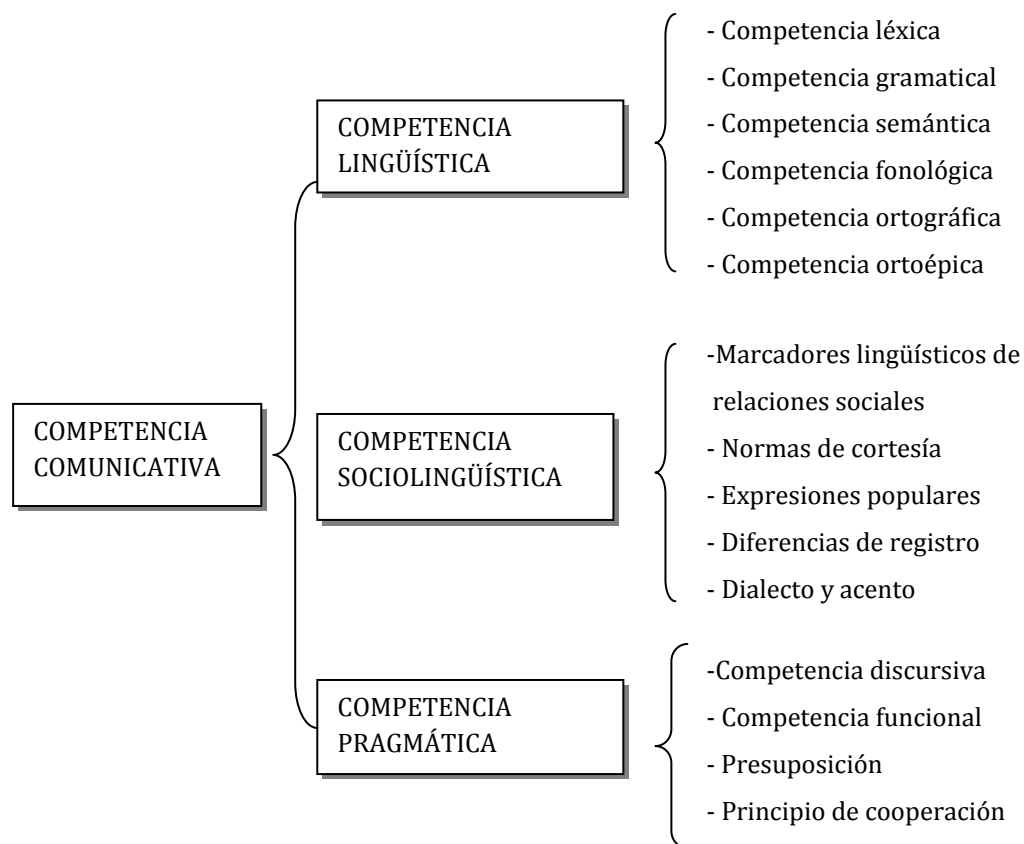 COMPETENCIA
COMUNICATIVA
COMPETENCIA
LINGÜÍSTICA
- Competencia léxica
- Competencia gramatical
- Competencia semántica
- Competencia fonológica
- Competencia ortográfica
- Competencia ortoépica
COMPETENCIA
SOCIOLINGÜÍSTICA
-Marcadores lingüísticos de
relaciones sociales
- Normas de cortesía
- Expresiones populares
- Diferencias de registro
- Dialecto y acento
COMPETENCIA
PRAGMÁTICA
-Competencia discursiva
- Competencia funcional
- Presuposición
- Principio de cooperación